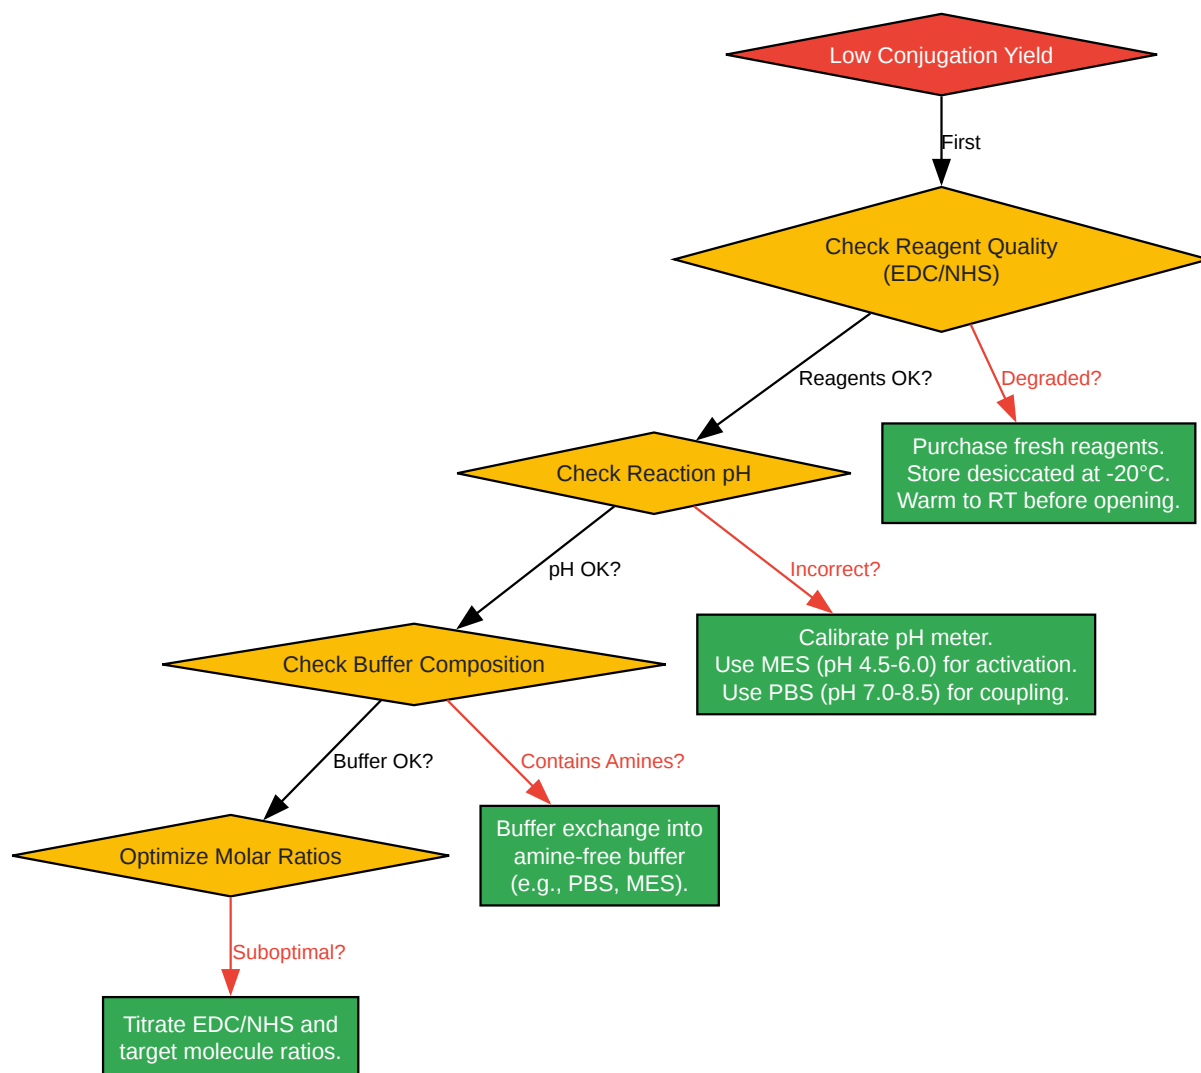 Low Conjugation Yield
First
Check Reagent Quality
(EDC/NHS)
Reagents OK?
Degraded?
Purchase fresh reagents.
Store desiccated at -20°C.
Warm to RT before opening.
Check Reaction pH
pH OK?
Incorrect?
Calibrate pH meter.
Use MES (pH 4.5-6.0) for activation.
Use PBS (pH 7.0-8.5) for coupling.
Check Buffer Composition
Buffer OK?
Contains Amines?
Buffer exchange into
amine-free buffer
(e.g., PBS, MES).
Optimize Molar Ratios
Suboptimal?
Titrate EDC/NHS and
target molecule ratios.